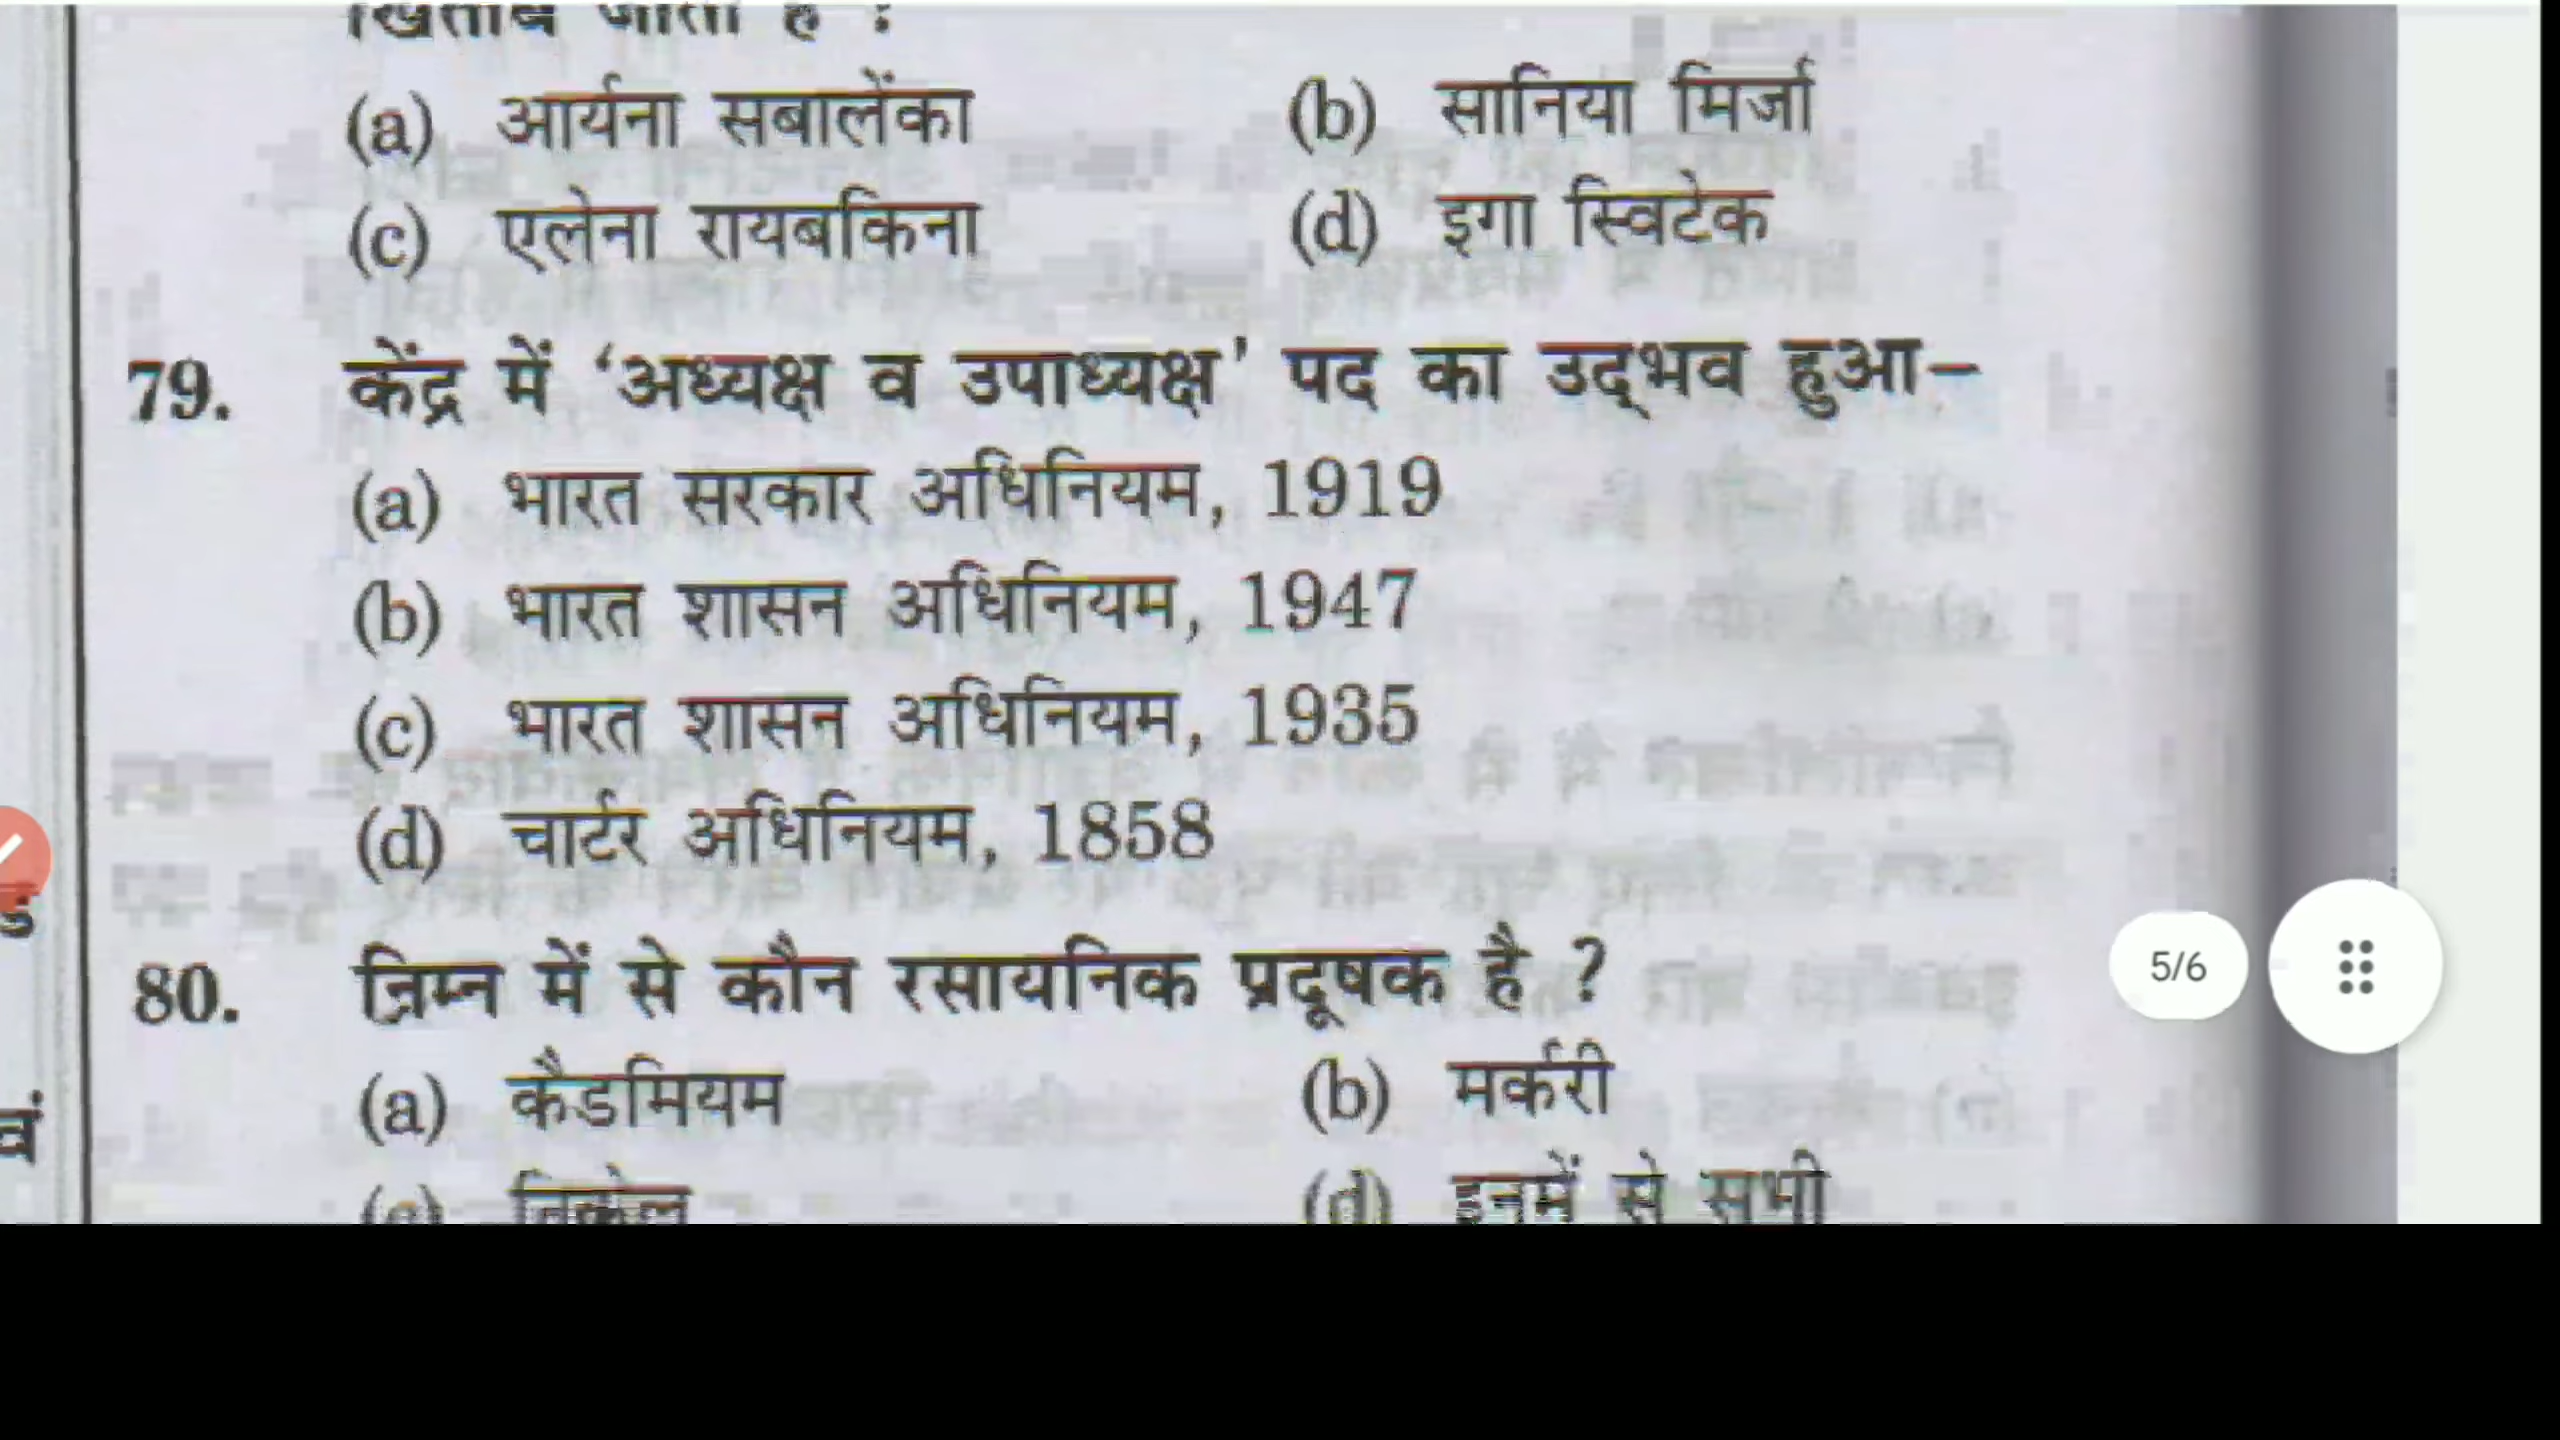 खिताब जीता है ?
(a) आर्यना सबालेंका (b) सानिया मिर्जा
(c) एलेना रायबकिना (d) इगा स्विटेक
79. केंद्र में ‘अध्यक्ष व उपाध्यक्ष’ पद का उद्‌भव हुआ–
(a) भारत सरकार अधिनियम, 1919
(b) भारत शासन अधिनियम, 1947
(c) भारत शासन अधिनियम, 1935
(d) चार्टर अधिनियम, 1858
80. निम्न में से कौन रसायनिक प्रदूषक है ?
(a) कैडमियम (b) मर्करी
(c) निकेल (d) इनमें से सभी
5/6